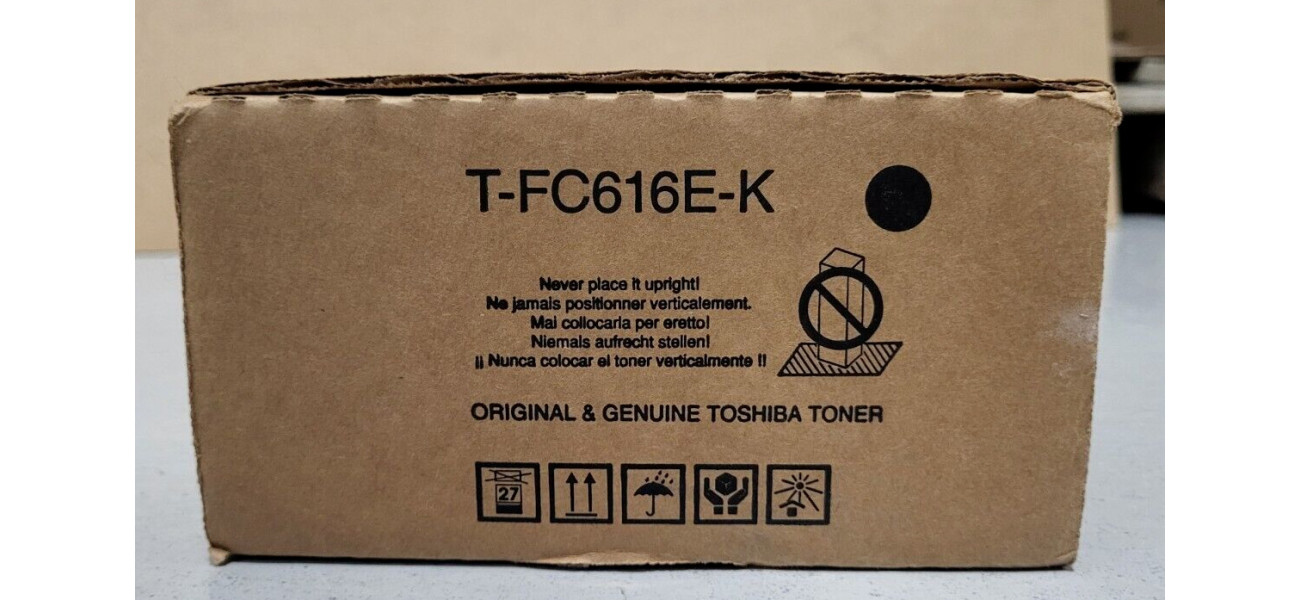 T-FC616E-K
Never place it upright!
Ne jamais positionner verticalement.
Mai collocarla per eretto!
Niemals aufrecht stellen!
¡¡ Nunca colocar el toner verticalmente !!
ORIGINAL & GENUINE TOSHIBA TONER
27